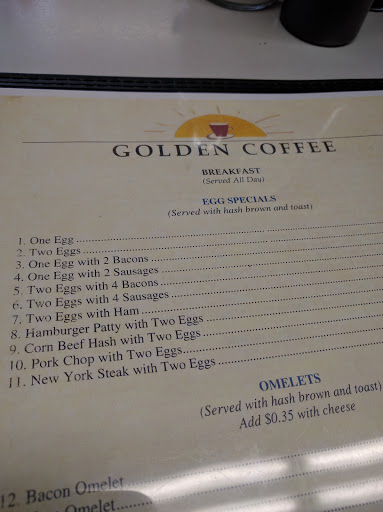 GOLDEN COFFEE
BREAKFAST
(Served All Day)
EGG SPECIALS
(Served with hash brown and toast)
1. One Egg
2. Two Eggs
3. One Egg with 2 Bacons
4. One Egg with 2 Sausages
5. Two Eggs with 4 Bacons
6. Two Eggs with 4 Sausages
7. Two Eggs with Ham
8. Hamburger Patty with Two Eggs
9. Corn Beef Hash with Two Eggs
10. Pork Chop with Two Eggs
11. New York Steak with Two Eggs
OMELETS
(Served with hash brown and toast)
Add $0.35 with cheese
12. Bacon Omelet
Omelet